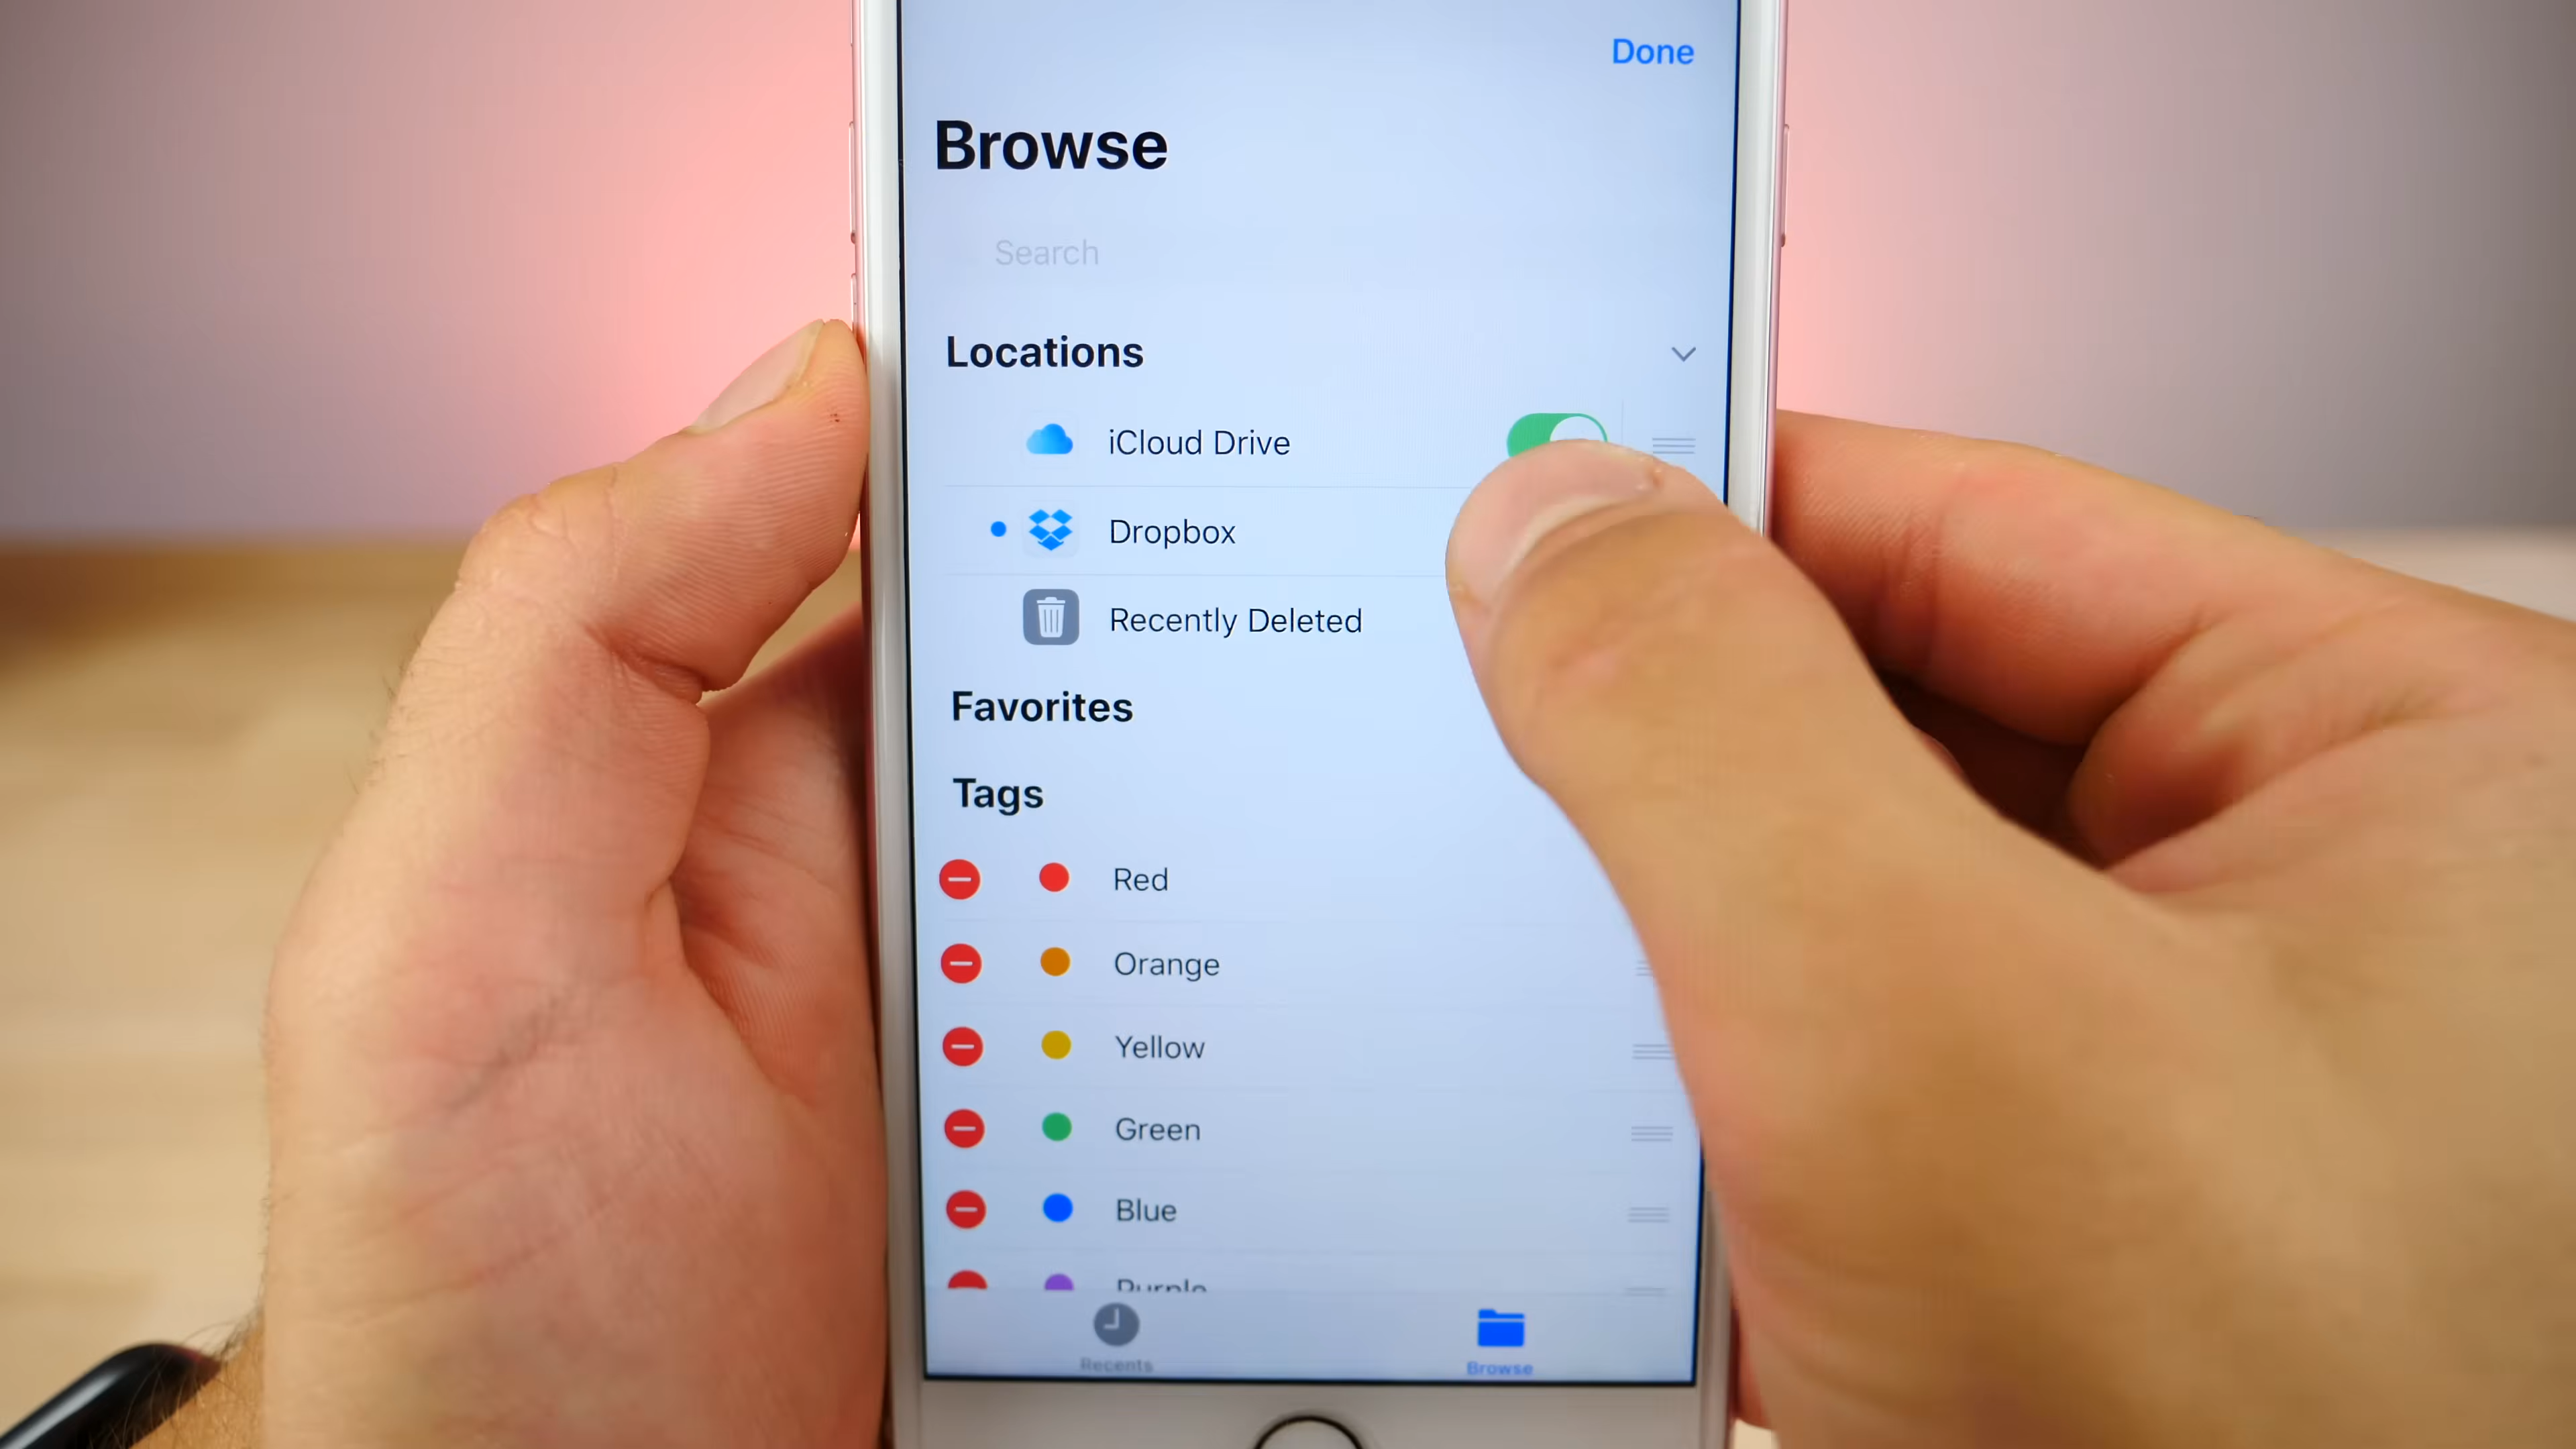 Done
Browse
Search
Locations
iCloud Drive
Dropbox
Recently Deleted
Favorites
Tags
Red
Orange
Yellow
Green
Blue
Purple
Recents
Browse